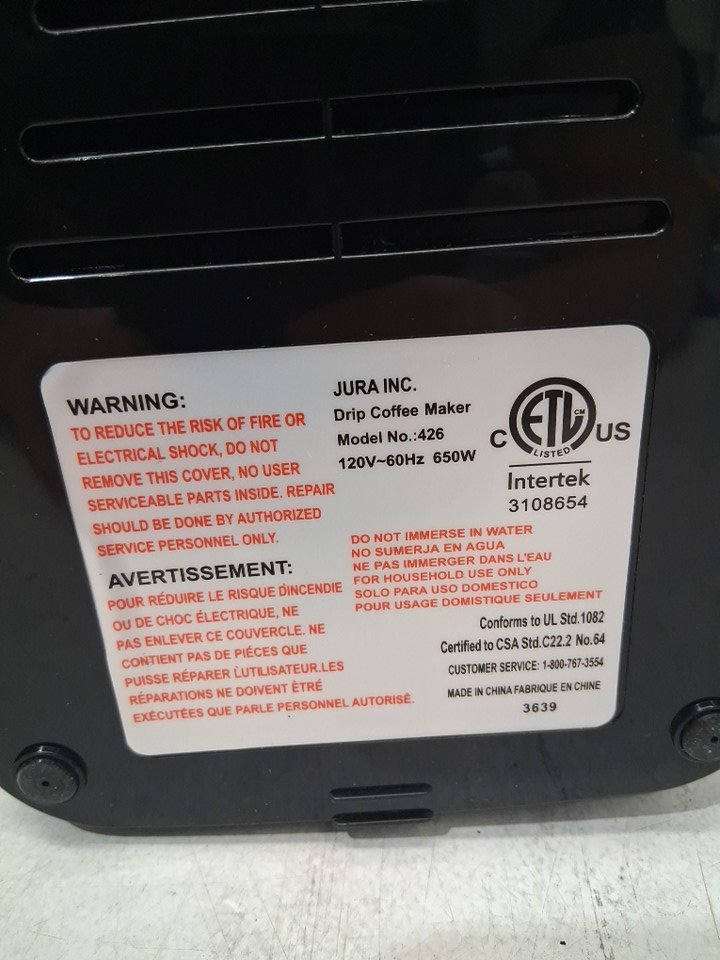 WARNING:
TO REDUCE THE RISK OF FIRE OR
ELECTRICAL SHOCK, DO NOT
REMOVE THIS COVER, NO USER
SERVICEABLE PARTS INSIDE. REPAIR
SHOULD BE DONE BY AUTHORIZED
SERVICE PERSONNEL ONLY.
AVERTISSEMENT:
POUR RÉDUIRE LE RISQUE D'INCENDIE
OU DE CHOC ÉLECTRIQUE, NE
PAS ENLEVER CE COUVERCLE. NE
CONTIENT PAS DE PIÉCES QUE
PUISSE RÉPARER L'UTILISATEUR.LES
RÉPARATIONS NE DOIVENT ÈTRÉ
EXÉCUTÉES QUE PARLE PERSONNEL AUTORISÉ.
JURA INC.
Drip Coffee Maker
Model No.:426
120V~60Hz 650W
ETL CM
C US
LISTED
Intertek
3108654
DO NOT IMMERSE IN WATER
NO SUMERJA EN AGUA
NE PAS IMMERGER DANS L'EAU
FOR HOUSEHOLD USE ONLY
SOLO PARA USO DOMESTICO
POUR USAGE DOMISTIQUE SEULEMENT
Conforms to UL Std.1082
Certified to CSA Std.C22.2 No.64
CUSTOMER SERVICE: 1-800-767-3554
MADE IN CHINA FABRIQUE EN CHINE
3639